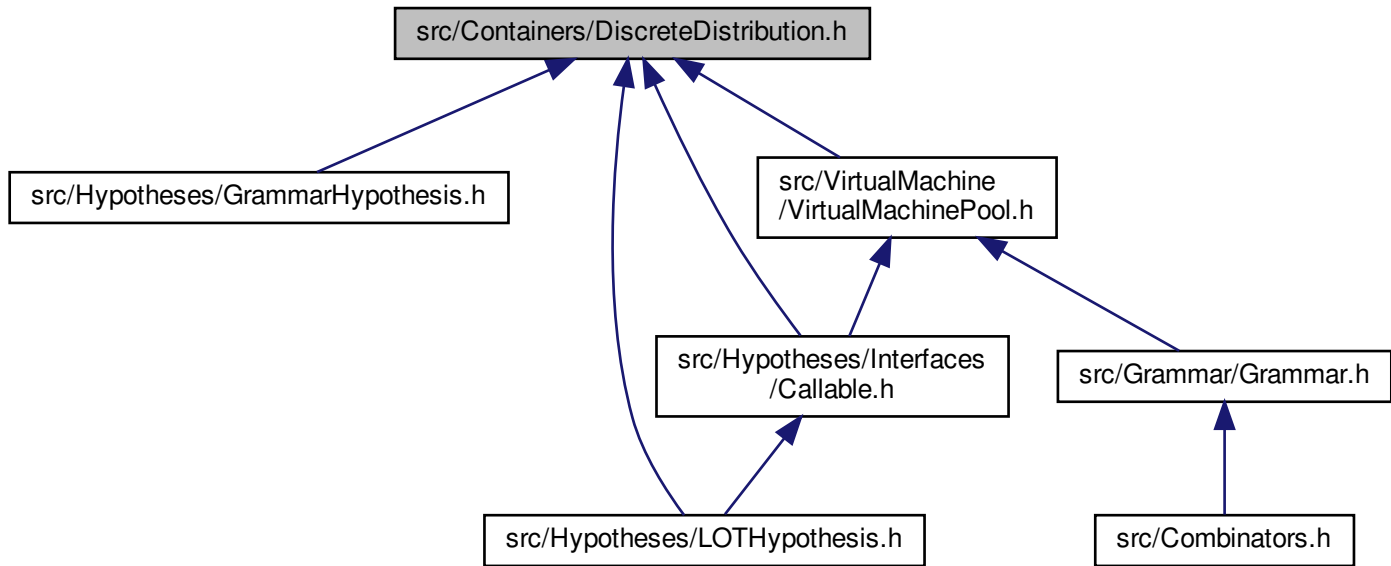 src/Containers/DiscreteDistribution.h
src/Hypotheses/GrammarHypothesis.h
src/VirtualMachine
/VirtualMachinePool.h
src/Hypotheses/Interfaces
/Callable.h
src/Grammar/Grammar.h
src/Hypotheses/LOTHypothesis.h
src/Combinators.h